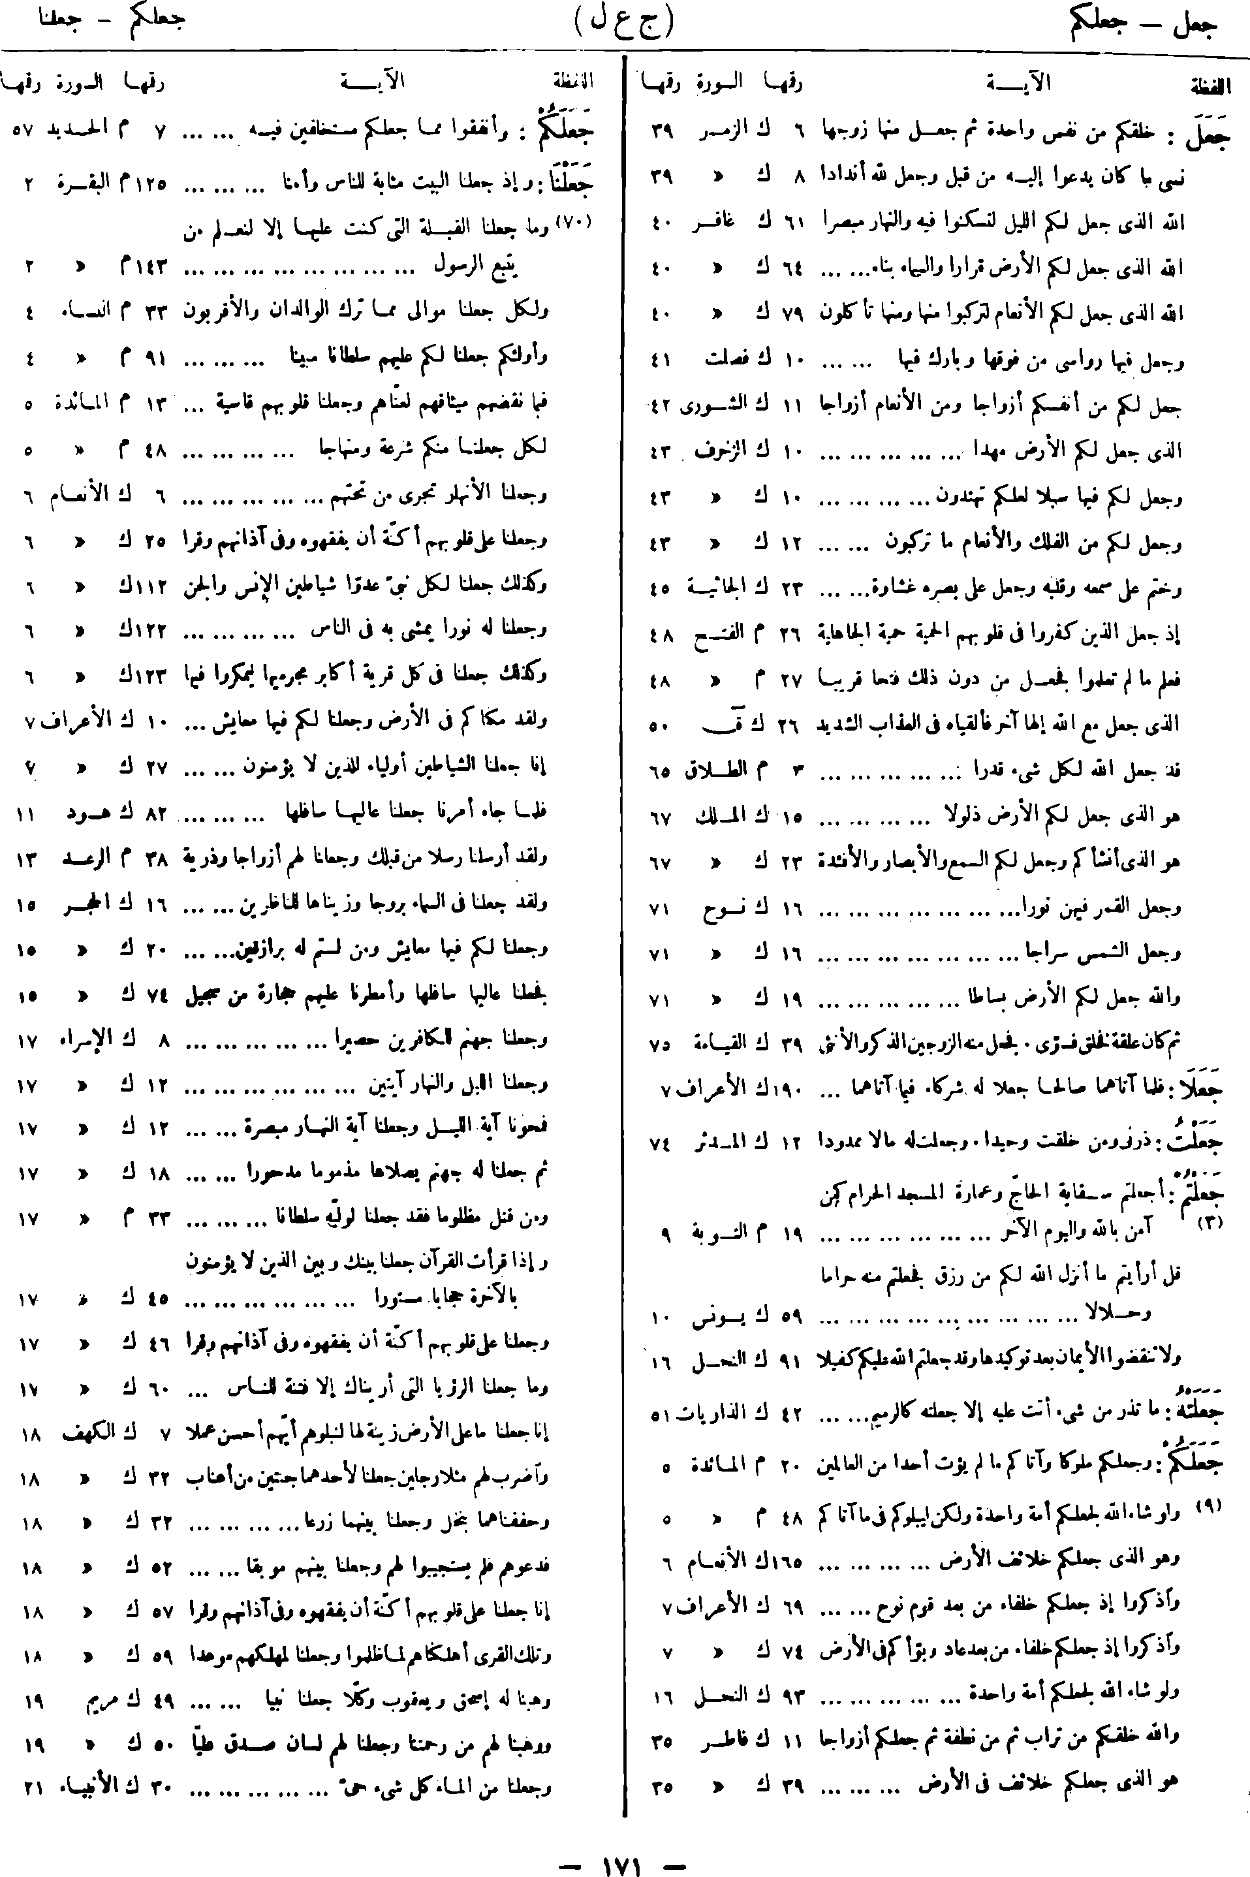 جعل — جعلكم
(ج ع ل)
جعلكم — جعلنا
اللفظة الآيــة رقمها السورة رقمها
جَعَلَ : خلقكم من نفس واحدة ثم جعل منها زوجها ٦ ك الزمر ٣٩
نسى ما كان يدعوا إليه من قبل وجعل لله أندادا ٨ ك « ٣٩
الله الذى جعل لكم الليل لتسكنوا فيه والنهار مبصرا ٦١ ك غافر ٤٠
الله الذى جعل لكم الأرض قرارا والسماء بناء... ... ٦٤ ك « ٤٠
الله الذى جعل لكم الأنعام لتركبوا منها ومنها تأكلون ٧٩ ك « ٤٠
وجعل فيها رواسى من فوقها وبارك فيها ... ... ١٠ ك فصلت ٤١
جعل لكم من أنفسكم أزواجا ومن الأنعام أزواجا ١١ ك الشورى ٤٢
الذى جعل لكم الأرض مهدا ... ... ... ... ... ١٠ ك الزخرف ٤٣
وجعل لكم فيها سبلا لعلكم تهتدون ... ... ... ... ١٠ ك « ٤٣
وجعل لكم من الفلك والأنعام ما تركبون ... ... ١٢ ك « ٤٣
وختم على سمعه وقلبه وجعل على بصره غشاوة... ... ٢٣ ك الجاثية ٤٥
إذ جعل الذين كفروا فى قلوبهم الحمية حمية الجاهلية ٢٦ م الفتح ٤٨
فعلم ما لم تعلموا فجعل من دون ذلك فتحا قريبا ٢٧ م « ٤٨
الذى جعل مع الله إلها آخر فألقياه فى العذاب الشديد ٢٦ ك قٓ ٥٠
قد جعل الله لكل شىء قدرا ... ... ... ... ... ٣ م الطلاق ٦٥
هو الذى جعل لكم الأرض ذلولا ... ... ... ... ١٥ ك الملك ٦٧
هو الذى أنشأكم وجعل لكم السمع والأبصار والأفئدة ٢٣ ك « ٦٧
وجعل القمر فيهن نورا... ... ... ... ... ... ... ١٦ ك نوح ٧١
وجعل الشمس سراجا... ... ... ... ... ... ... ١٦ ك « ٧١
والله جعل لكم الأرض بساطا... ... ... ... ... ١٩ ك « ٧١
ثم كان علقة فخلق فسوّى . فجعل منه الزوجين الذكر والأنثى ٣٩ ك القيامة ٧٥
جَعَلَا : فلما آتاهما صالحا جعلا له شركاء فيما آتاهما ... ١٩٠ ك الأعراف ٧
جَعَلْتُ : ذرنى ومن خلقت وحيدا . وجعلت له مالا ممدودا ١٢ ك المدثر ٧٤
جَعَلْتُمْ : أجعلتم سقاية الحاجّ وعمارة المسجد الحرام كمن
(٣) آمن بالله واليوم الآخر ... ... ... ... ... ... ١٩ م التوبة ٩
قل أرأيتم ما أنزل الله لكم من رزق فجعلتم منه حراما
وحلالا ... ... ... ... ... ... ... ... ... ٥٩ ك يونس ١٠
ولا تنقضوا الأيمان بعد توكيدها وقد جعلتم الله عليكم كفيلا ٩١ ك النحل ١٦
جَعَلَتْهُ : ما تذر من شىء أتت عليه إلا جعلته كالرميم... ... ٤٢ ك الذاريات ٥١
جَعَلَكُمْ : وجعلكم ملوكا وآتاكم ما لم يؤت أحدا من العالمين ٢٠ م المائدة ٥
(٩) ولو شاء الله لجعلكم أمة واحدة ولكن ليبلوكم فى ما آتاكم ٤٨ م « ٥
وهو الذى جعلكم خلائف الأرض ... ... ... ... ١٦٥ ك الأنعام ٦
وآذكروا إذ جعلكم خلفاء من بعد قوم نوح ... ... ٦٩ ك الأعراف ٧
وآذكروا إذ جعلكم خلفاء من بعد عاد وبوّأكم فى الأرض ٧٤ ك « ٧
ولو شاء الله لجعلكم أمة واحدة ... ... ... ... ... ٩٣ ك النحل ١٦
والله خلقكم من تراب ثم من نطفة ثم جعلكم أزواجا ١١ ك فاطر ٣٥
هو الذى جعلكم خلائف فى الأرض ... ... ... ٣٩ ك « ٣٥
اللفظة الآيــة رقمها السورة رقمها
جَعَلَكُمْ : وأنفقوا مما جعلكم مستخلفين فيه ... ... ٧ م الحديد ٥٧
جَعَلْنَا : وإذ جعلنا البيت مثابة للناس وأمنا ... ... ... ١٢٥ م البقرة ٢
(٧٠) وما جعلنا القبلة التى كنت عليها إلا لنعلم من
يتبع الرسول ... ... ... ... ... ... ... ... ١٤٣ م « ٢
ولكل جعلنا موالى مما ترك الوالدان والأقربون ٣٣ م النساء ٤
وأولئكم جعلنا لكم عليهم سلطانا مبينا ... ... ... ٩١ م « ٤
فبما نقضهم ميثاقهم لعنّاهم وجعلنا قلوبهم قاسية ... ١٣ م المائدة ٥
لكل جعلنا منكم شرعة ومنهاجا ... ... ... ... ٤٨ م « ٥
وجعلنا الأنهار تجرى من تحتهم ... ... ... ... ... ٦ ك الأنعام ٦
وجعلنا على قلوبهم أكنّة أن يفقهوه وفى آذانهم وقرا ٢٥ ك « ٦
وكذلك جعلنا لكل نبىّ عدوّا شياطين الإنس والجن ١١٢ ك « ٦
وجعلنا له نورا يمشى به فى الناس ... ... ... ... ١٢٢ ك « ٦
وكذلك جعلنا فى كل قرية أكابر مجرميها ليمكروا فيها ١٢٣ ك « ٦
ولقد مكناكم فى الأرض وجعلنا لكم فيها معايش ... ١٠ ك الأعراف ٧
إنا جعلنا الشياطين أولياء للذين لا يؤمنون ... ... ٢٧ ك « ٧
فلما جاء أمرنا جعلنا عاليها سافلها ... ... ... ٨٢ ك هود ١١
ولقد أرسلنا رسلا من قبلك وجعلنا لهم أزواجا وذرية ٣٨ م الرعد ١٣
ولقد جعلنا فى السماء بروجا وزيناها للناظرين ... ... ١٦ ك الحجر ١٥
وجعلنا لكم فيها معايش ومن لستم له برازقين... ... ٢٠ ك « ١٥
فجعلنا عاليها سافلها وأمطرنا عليهم حجارة من سجيل ٧٤ ك « ١٥
وجعلنا جهنم للكافرين حصيرا ... ... ... ... ... ٨ ك الإسراء ١٧
وجعلنا الليل والنهار آيتين ... ... ... ... ... ... ١٢ ك « ١٧
فمحونا آية الليل وجعلنا آية النهار مبصرة ... ... ١٢ ك « ١٧
ثم جعلنا له جهنم يصلاها مذموما مدحورا ... ... ١٨ ك « ١٧
ومن قتل مظلوما فقد جعلنا لوليّه سلطانا ... ... ... ٣٣ م « ١٧
وإذا قرأت القرآن جعلنا بينك وبين الذين لا يؤمنون
بالآخرة حجابا مستورا ... ... ... ... ... ... ٤٥ ك « ١٧
وجعلنا على قلوبهم أكنّة أن يفقهوه وفى آذانهم وقرا ٤٦ ك « ١٧
وما جعلنا الرؤيا التى أريناك إلا فتنة للناس ... ٦٠ ك « ١٧
إنا جعلنا ما على الأرض زينة لها لنبلوهم أيّهم أحسن عملا ٧ ك الكهف ١٨
وآضرب لهم مثلا رجلين جعلنا لأحدهما جنتين من أعناب ٣٢ ك « ١٨
وحففناهما بنخل وجعلنا بينهما زرعا... ... ... ... ٣٢ ك « ١٨
فدعوهم فلم يستجيبوا لهم وجعلنا بينهم موبقا ... ... ٥٢ ك « ١٨
إنا جعلنا على قلوبهم أكنّة أن يفقهوه وفى آذانهم وقرا ٥٧ ك « ١٨
وتلك القرى أهلكناهم لما ظلموا وجعلنا لمهلكهم موعدا ٥٩ ك « ١٨
وهبنا له إسحق ويعقوب وكلّا جعلنا نبيا ... ... ٤٩ ك مريم ١٩
ووهبنا لهم من رحمتنا وجعلنا لهم لسان صدق عليّا ٥٠ ك « ١٩
وجعلنا من الماء كل شىء حىّ ... ... ... ... ... ٣٠ ك الأنبياء ٢١
— ١٧١ —